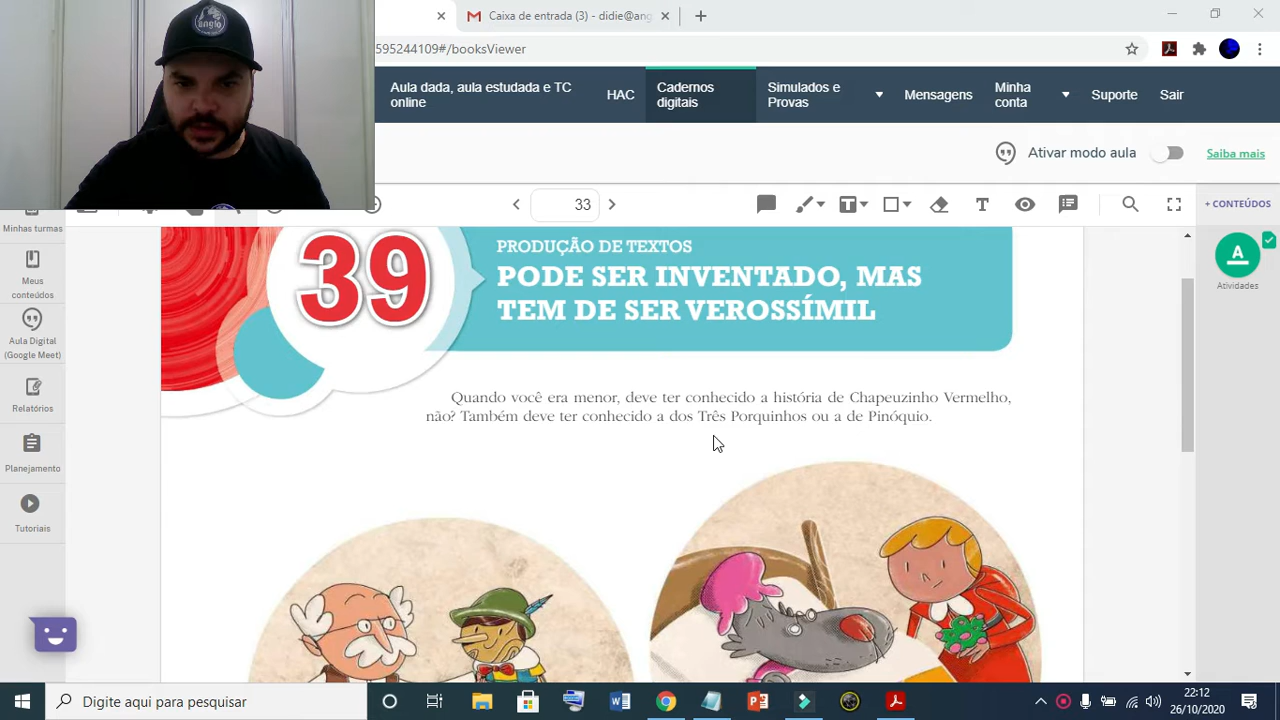 anglo
Caixa de entrada (3) - didie@ang
595244109#/booksViewer
Aula dada, aula estudada e TC
online
HAC
Cadernos
digitais
Simulados e
Provas
Mensagens
Minha
conta
Suporte
Sair
Ativar modo aula
Saiba mais
33
+ CONTEÚDOS
Minhas turmas
Meus
conteúdos
Aula Digital
(Google Meet)
Relatórios
Planejamento
Tutoriais
A
Atividades
39
PRODUÇÃO DE TEXTOS
PODE SER INVENTADO, MAS
TEM DE SER VEROSSÍMIL
Quando você era menor, deve ter conhecido a história de Chapeuzinho Vermelho,
não? Também deve ter conhecido a dos Três Porquinhos ou a de Pinóquio.
Digite aqui para pesquisar
22:12
26/10/2020